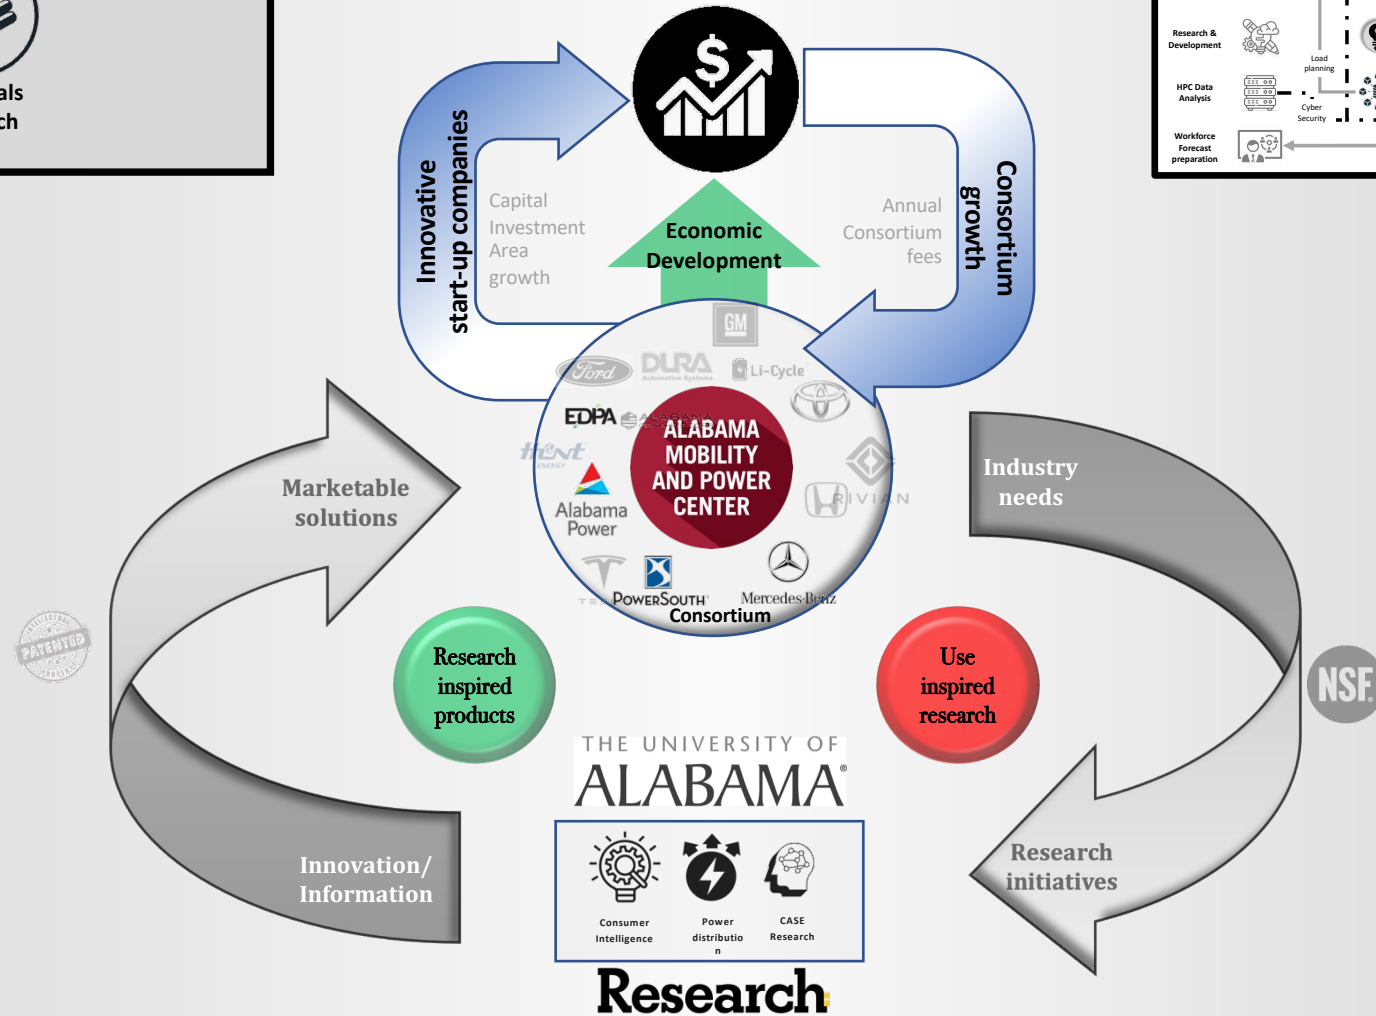 als
ch
Research &
Development
HPC Data
Analysis
Workforce
Forecast
preparation
Load
planning
Cyber
Security
$
Innovative
start-up companies
Capital
Investment
Area
growth
Economic
Development
Annual
Consortium
fees
Consortium
growth
GM
Ford
DURA
Automotive Systems
Li-Cycle
EDPA
ALABAMA
Hunt
ENERGY
ALABAMA
MOBILITY
AND POWER
CENTER
Alabama
Power
RIVIAN
POWERSOUTH
Mercedes-Benz
Consortium
Marketable
solutions
Industry
needs
INTELLECTUAL
PATENTED
Research
inspired
products
Use
inspired
research
NSF
THE UNIVERSITY OF
ALABAMA®
Innovation/
Information
Research
initiatives
Consumer
Intelligence
Power
distributio
n
CASE
Research
Research